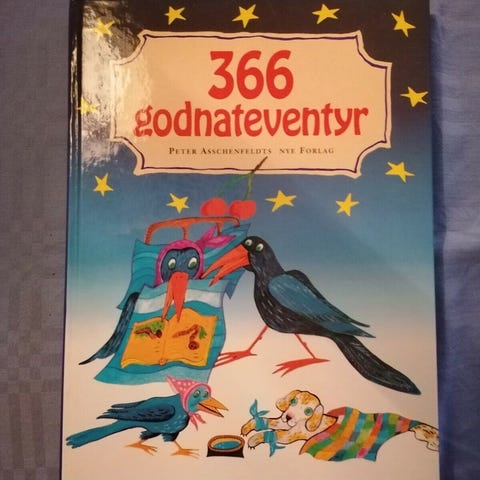 366
godnateventyr
PETER ASSCHENFELDTS NYE FORLAG